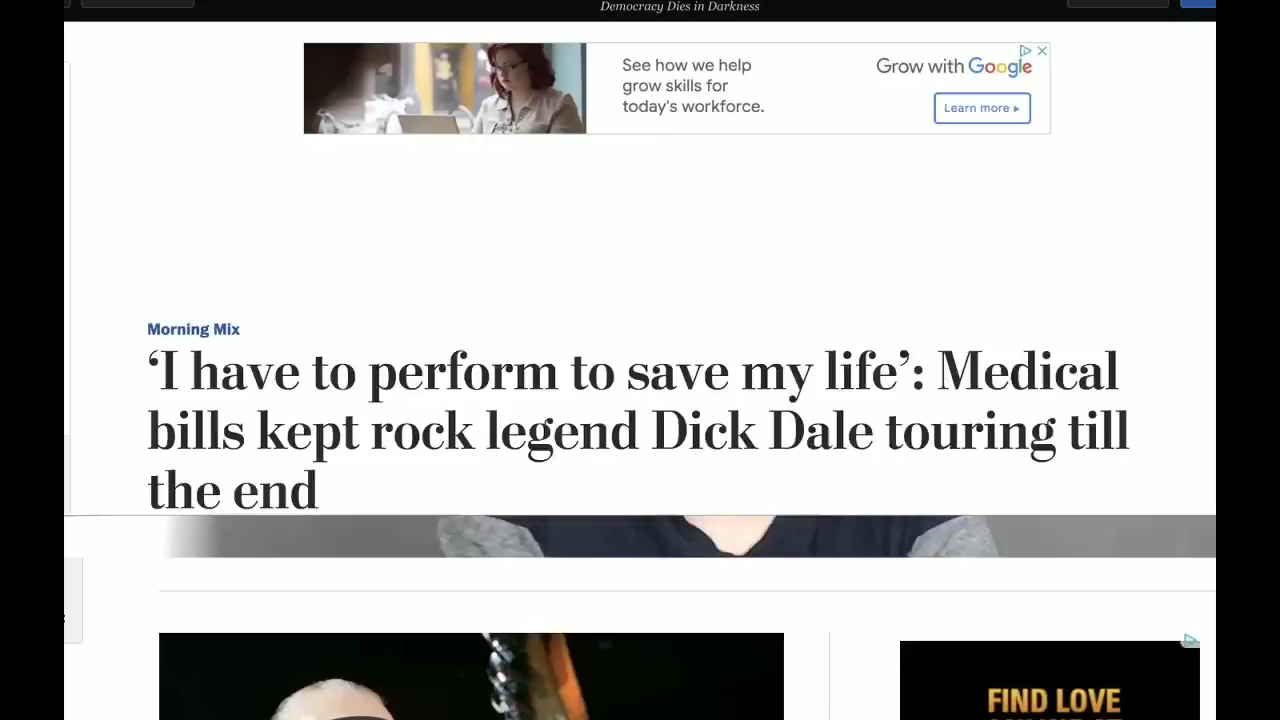 Democracy Dies in Darkness
See how we help
grow skills for
today's workforce.
Grow with Google
Learn more
Morning Mix
‘I have to perform to save my life’: Medical
bills kept rock legend Dick Dale touring till
the end
FIND LOVE